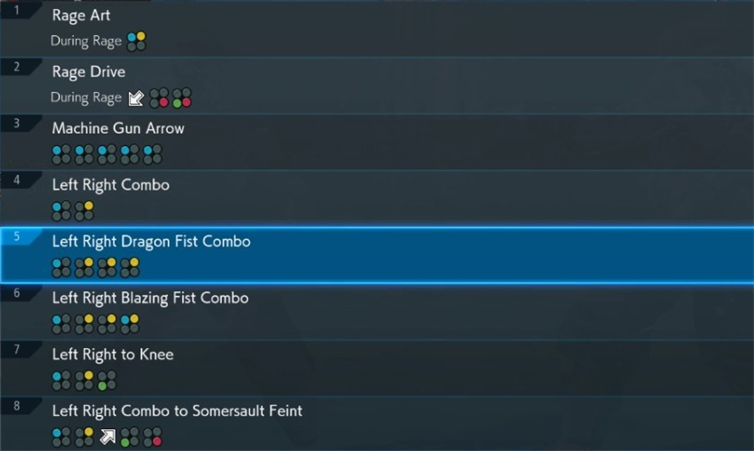 1
Rage Art
During Rage
2
Rage Drive
During Rage
3
Machine Gun Arrow
4
Left Right Combo
5
Left Right Dragon Fist Combo
6
Left Right Blazing Fist Combo
7
Left Right to Knee
8
Left Right Combo to Somersault Feint